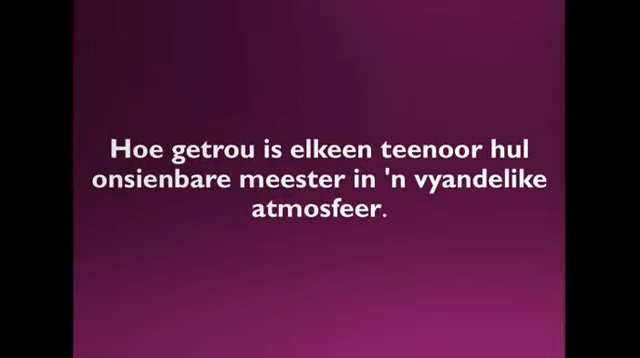 Hoe getrou is elkeen teenoor hul
onsienbare meester in 'n vyandelike
atmosfeer.